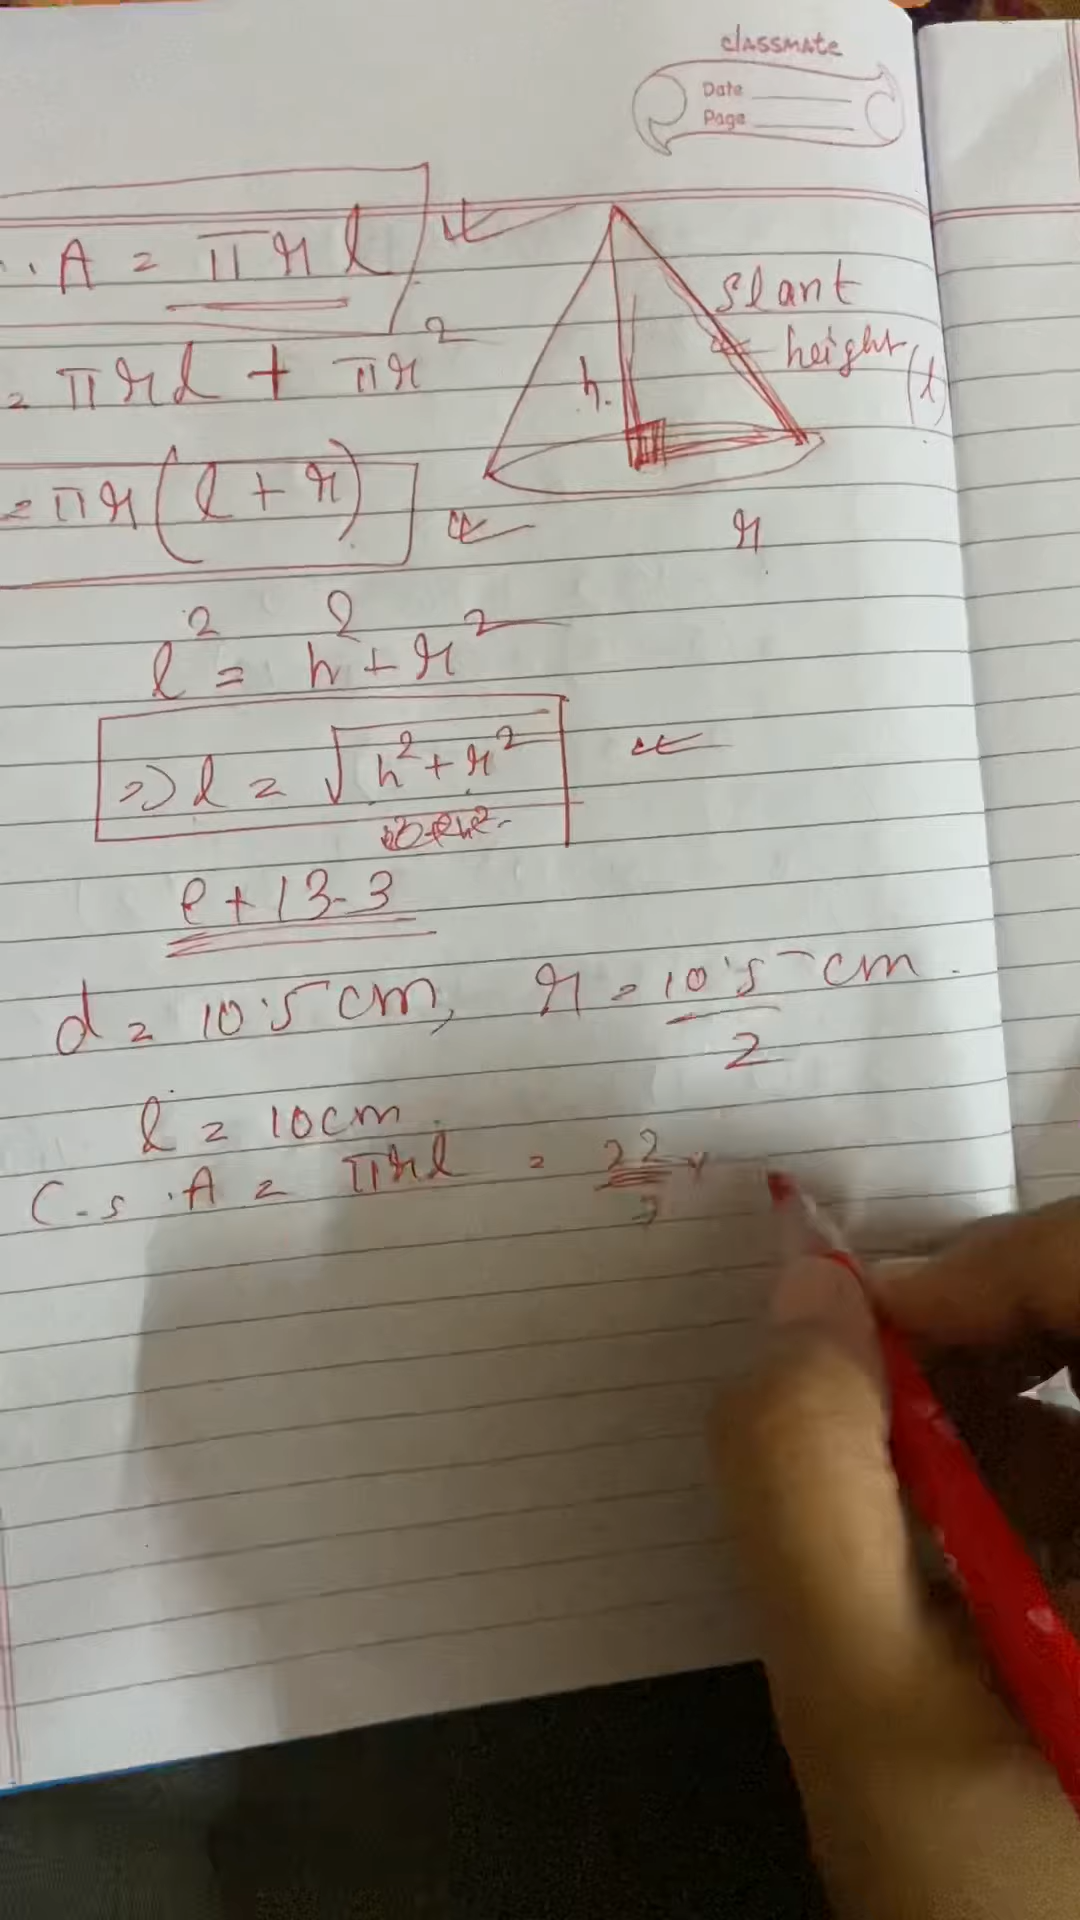 classmate
Date
Page
. A = πr l
= πrl + πr²
= πr(l + r)
slant
height
(l)
h
r
l² = h² + r²
=> l = √h² + r²
e + 13.3
d = 10.5 cm, r = 10.5/2 cm.
l = 10cm.
C.S.A = πrl = 22/7 ×